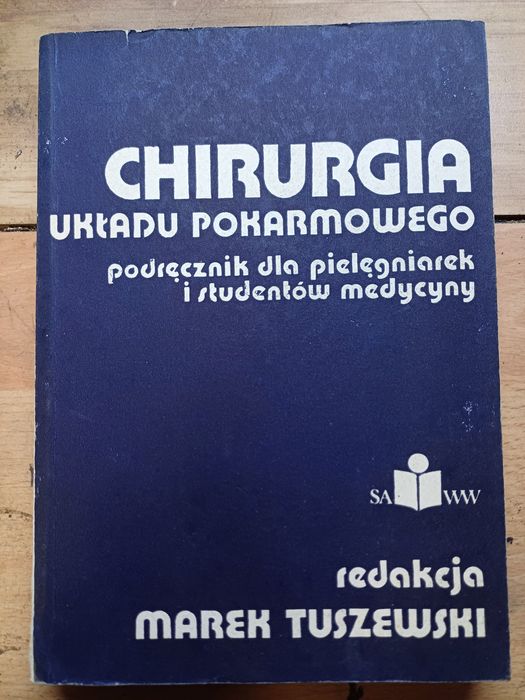 CHIRURGIA
UKŁADU POKARMOWEGO
podręcznik dla pielęgniarek
i studentów medycyny
SA WW
redakcja
MAREK TUSZEWSKI